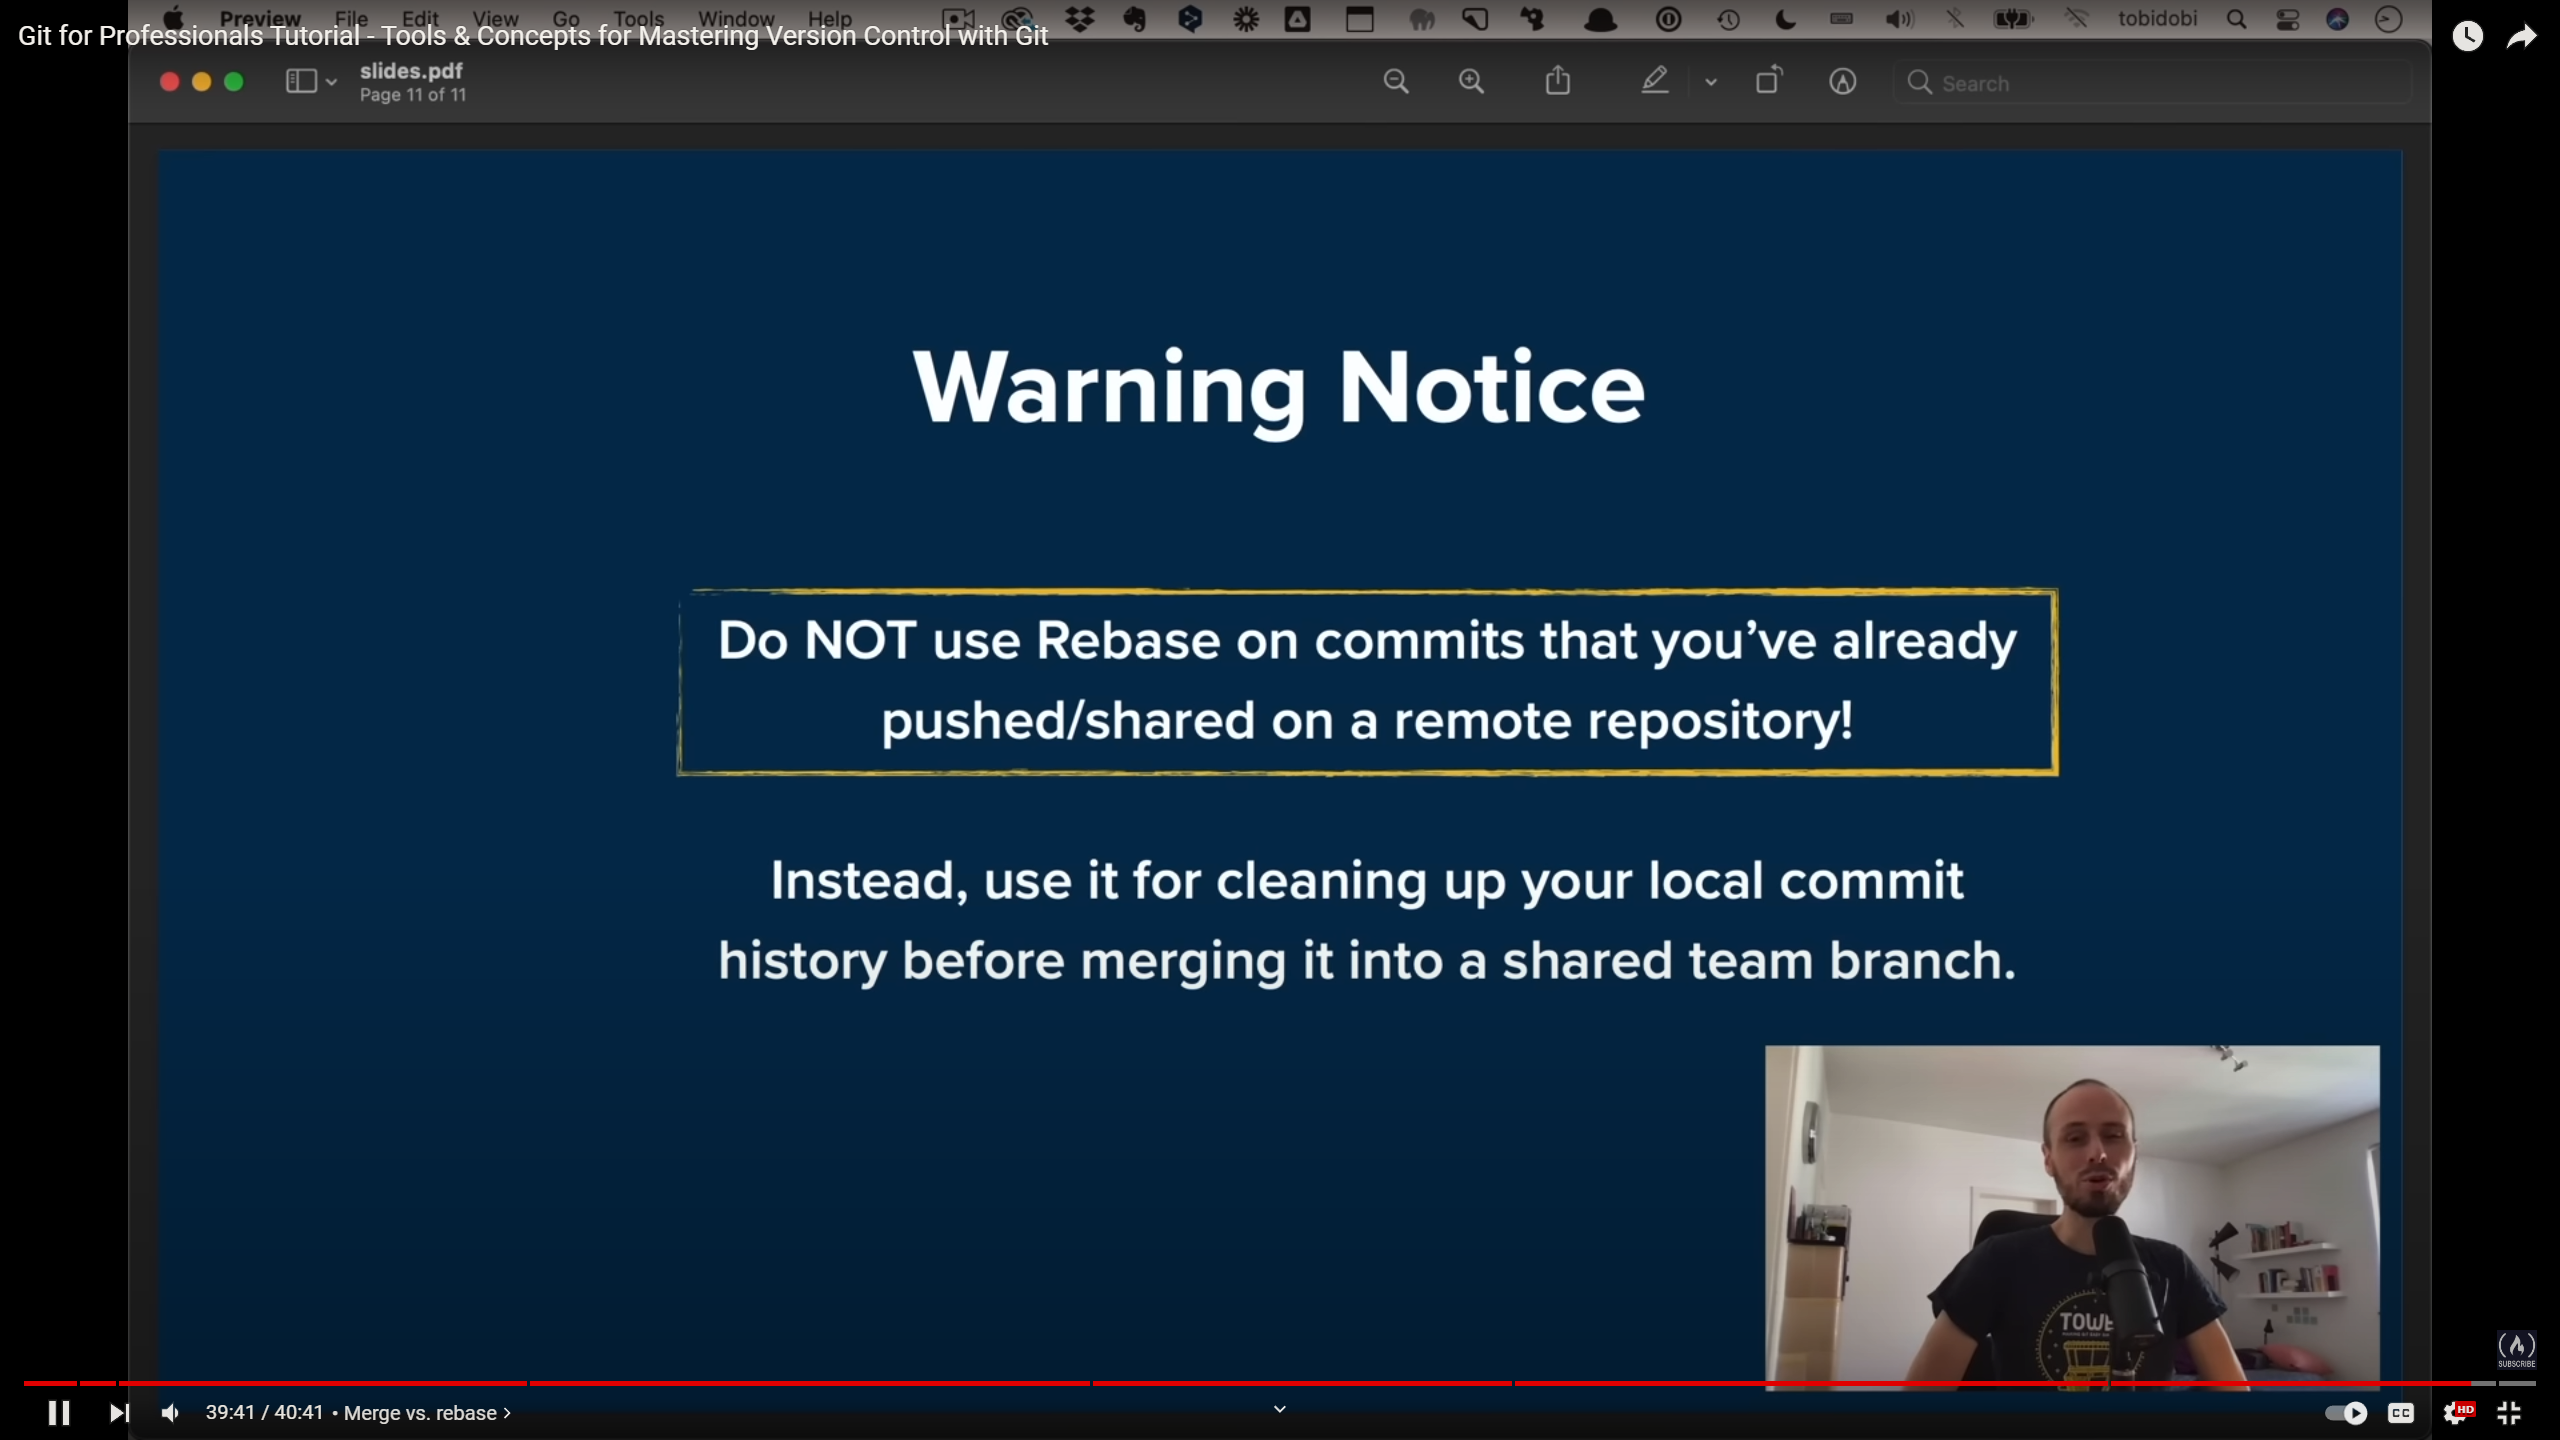 Preview File Edit View Go Tools Window Help tobidobi
Git for Professionals Tutorial - Tools & Concepts for Mastering Version Control with Git
slides.pdf
Page 11 of 11
Search
Warning Notice
Do NOT use Rebase on commits that you’ve already
pushed/shared on a remote repository!
Instead, use it for cleaning up your local commit
history before merging it into a shared team branch.
TOWE
SUBSCRIBE
39:41 / 40:41 • Merge vs. rebase
CC
HD